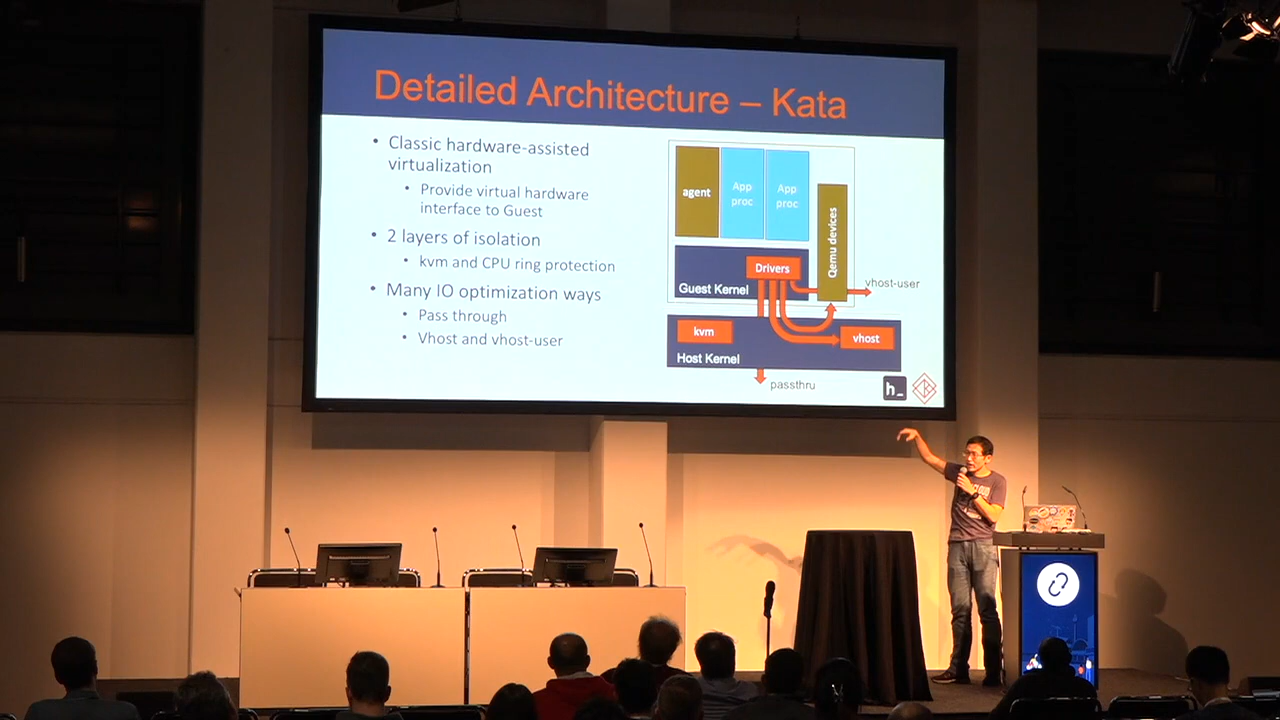 Detailed Architecture – Kata
• Classic hardware-assisted
virtualization
• Provide virtual hardware
interface to Guest
• 2 layers of isolation
• kvm and CPU ring protection
• Many IO optimization ways
• Pass through
• Vhost and vhost-user
agent
App
proc
App
proc
Qemu devices
Drivers
Guest Kernel
vhost-user
kvm
vhost
Host Kernel
passthru
h_